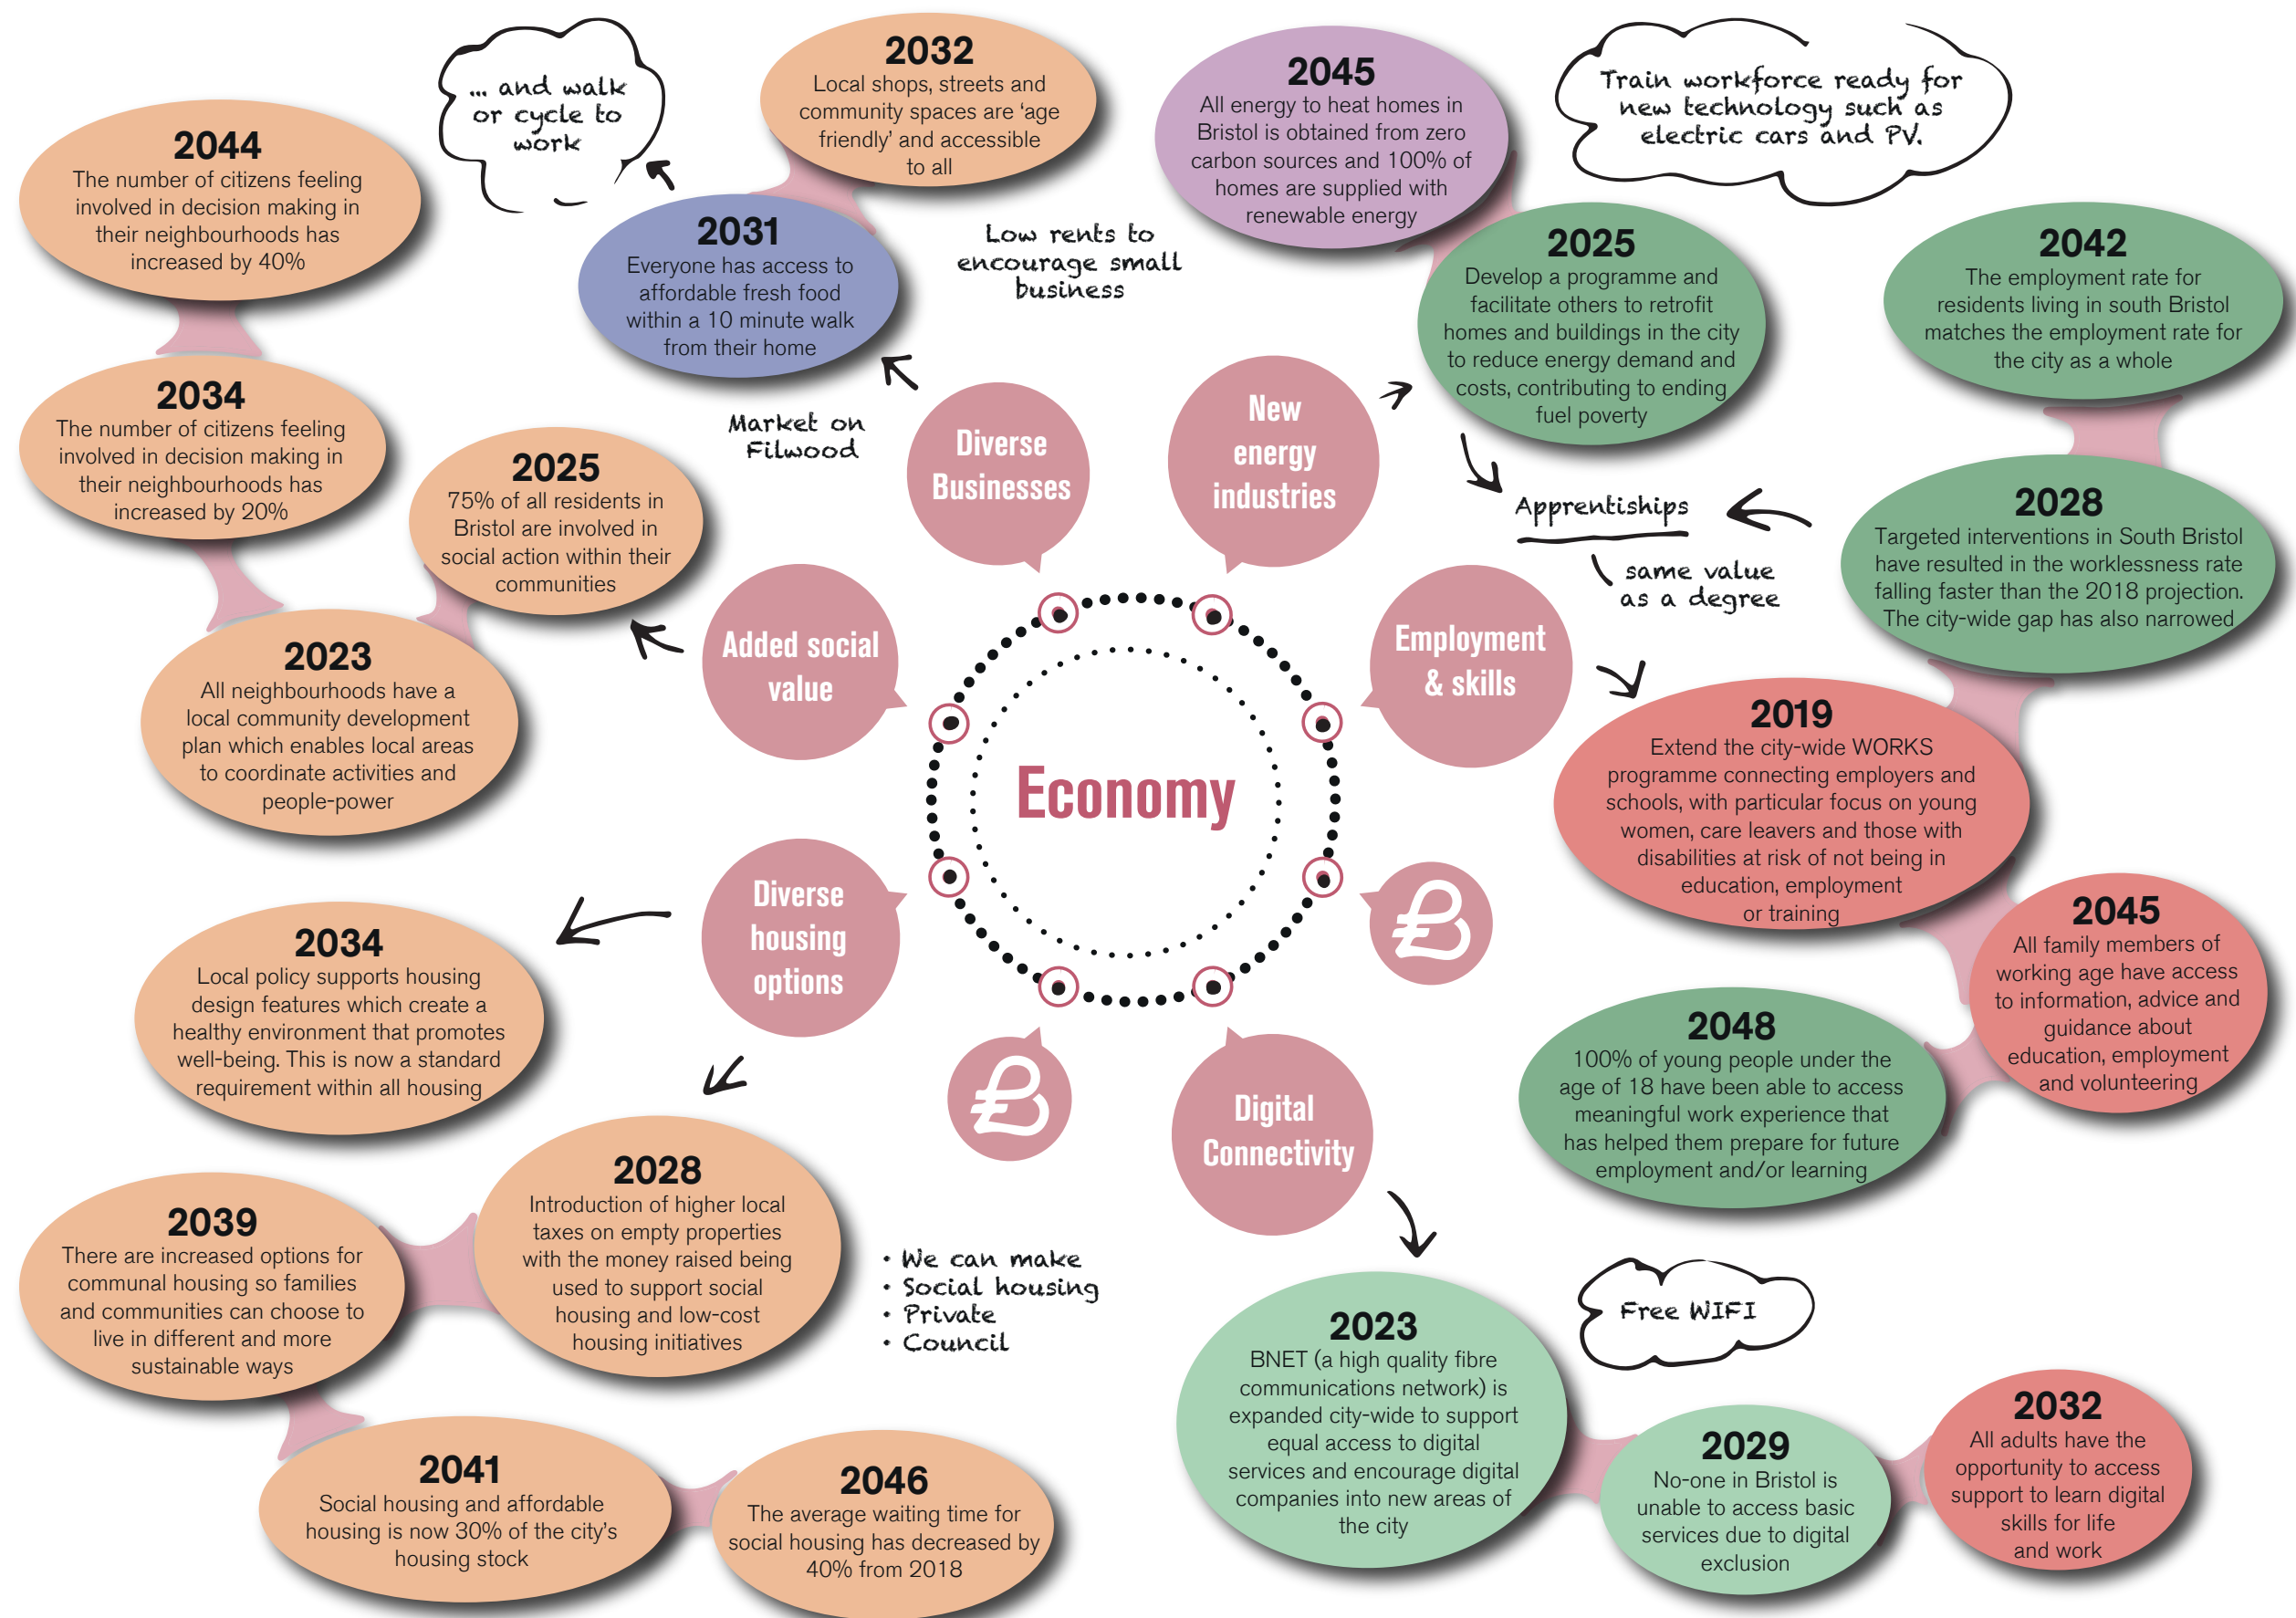 ... and walk
or cycle to
work
2032
Local shops, streets and
community spaces are ‘age
friendly’ and accessible
to all
2045
All energy to heat homes in
Bristol is obtained from zero
carbon sources and 100% of
homes are supplied with
renewable energy
Train workforce ready for
new technology such as
electric cars and PV.
2044
The number of citizens feeling
involved in decision making in
their neighbourhoods has
increased by 40%
2031
Everyone has access to
affordable fresh food
within a 10 minute walk
from their home
Low rents to
encourage small
business
2025
Develop a programme and
facilitate others to retrofit
homes and buildings in the city
to reduce energy demand and
costs, contributing to ending
fuel poverty
2042
The employment rate for
residents living in south Bristol
matches the employment rate for
the city as a whole
2034
The number of citizens feeling
involved in decision making in
their neighbourhoods has
increased by 20%
Market on
Filwood
Diverse
Businesses
New
energy
industries
2025
75% of all residents in
Bristol are involved in
social action within their
communities
Apprentiships
same value
as a degree
2028
Targeted interventions in South Bristol
have resulted in the worklessness rate
falling faster than the 2018 projection.
The city-wide gap has also narrowed
2023
All neighbourhoods have a
local community development
plan which enables local areas
to coordinate activities and
people-power
Added social
value
Employment
& skills
2019
Extend the city-wide WORKS
programme connecting employers and
schools, with particular focus on young
women, care leavers and those with
disabilities at risk of not being in
education, employment
or training
Economy
Diverse
housing
options
2034
Local policy supports housing
design features which create a
healthy environment that promotes
well-being. This is now a standard
requirement within all housing
2045
All family members of
working age have access
to information, advice and
guidance about
education, employment
and volunteering
2048
100% of young people under the
age of 18 have been able to access
meaningful work experience that
has helped them prepare for future
employment and/or learning
Digital
Connectivity
2028
Introduction of higher local
taxes on empty properties
with the money raised being
used to support social
housing and low-cost
housing initiatives
2039
There are increased options for
communal housing so families
and communities can choose to
live in different and more
sustainable ways
• We can make
• Social housing
• Private
• Council
Free WIFI
2023
BNET (a high quality fibre
communications network) is
expanded city-wide to support
equal access to digital
services and encourage digital
companies into new areas of
the city
2029
No-one in Bristol is
unable to access basic
services due to digital
exclusion
2032
All adults have the
opportunity to access
support to learn digital
skills for life
and work
2041
Social housing and affordable
housing is now 30% of the city’s
housing stock
2046
The average waiting time for
social housing has decreased by
40% from 2018